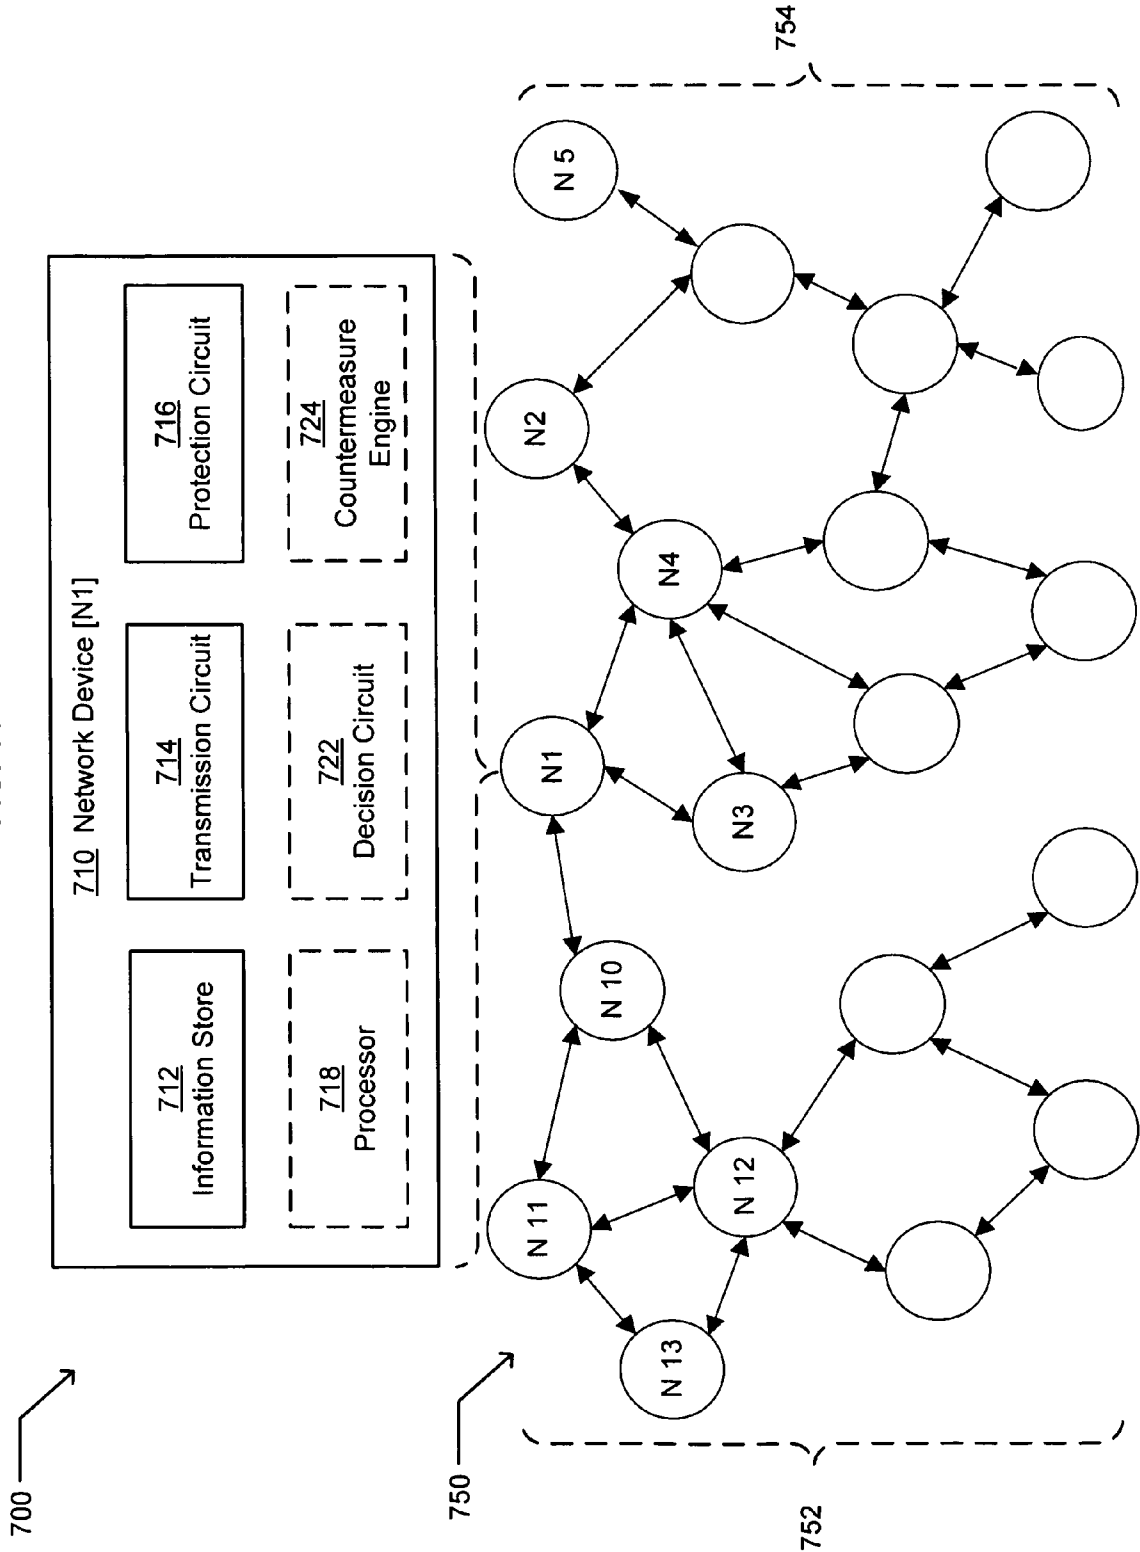 700
710 Network Device [N1]
712
Information Store
714
Transmission Circuit
716
Protection Circuit
718
Processor
722
Decision Circuit
724
Countermeasure
Engine
750
N 11
N 10
N1
N2
N 5
N 13
N 12
N3
N4
752
754